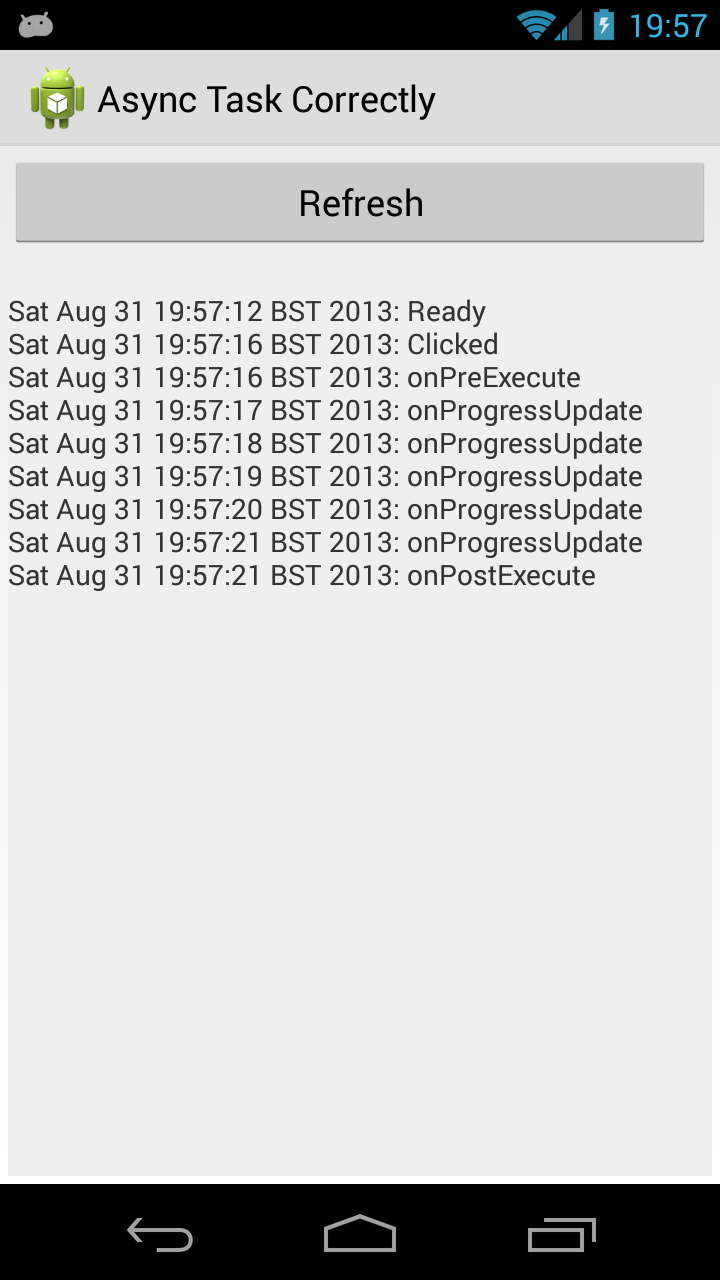 19:57
Async Task Correctly
Refresh
Sat Aug 31 19:57:12 BST 2013: Ready
Sat Aug 31 19:57:16 BST 2013: Clicked
Sat Aug 31 19:57:16 BST 2013: onPreExecute
Sat Aug 31 19:57:17 BST 2013: onProgressUpdate
Sat Aug 31 19:57:18 BST 2013: onProgressUpdate
Sat Aug 31 19:57:19 BST 2013: onProgressUpdate
Sat Aug 31 19:57:20 BST 2013: onProgressUpdate
Sat Aug 31 19:57:21 BST 2013: onProgressUpdate
Sat Aug 31 19:57:21 BST 2013: onPostExecute